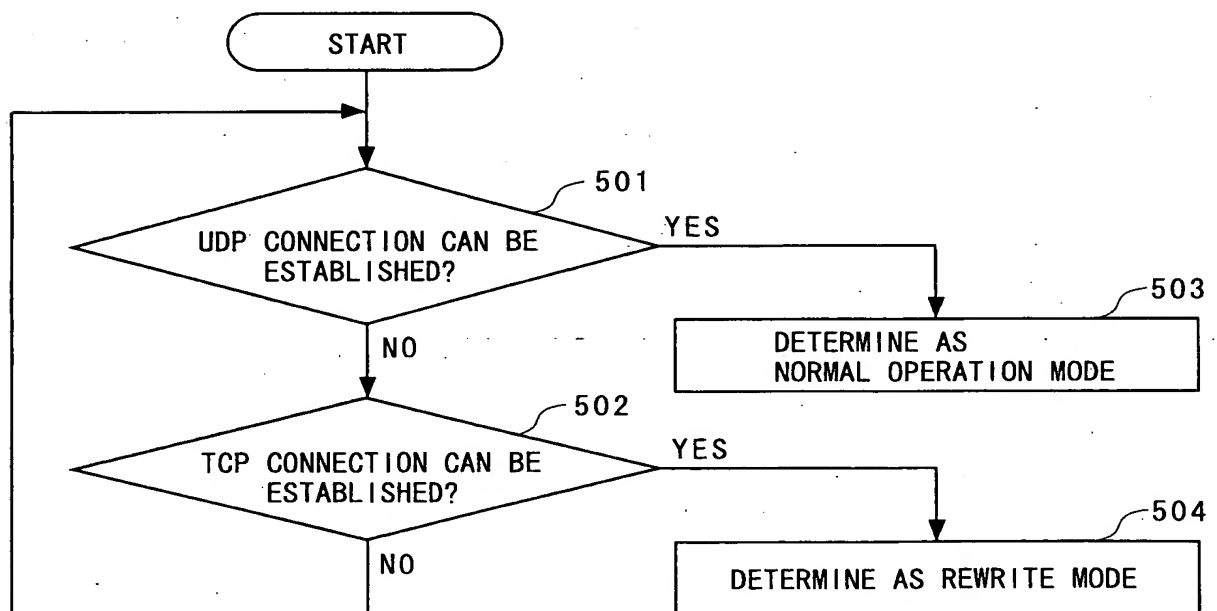 START
501
UDP CONNECTION CAN BE
ESTABLISHED?
YES
503
DETERMINE AS
NORMAL OPERATION MODE
NO
502
TCP CONNECTION CAN BE
ESTABLISHED?
YES
504
DETERMINE AS REWRITE MODE
NO